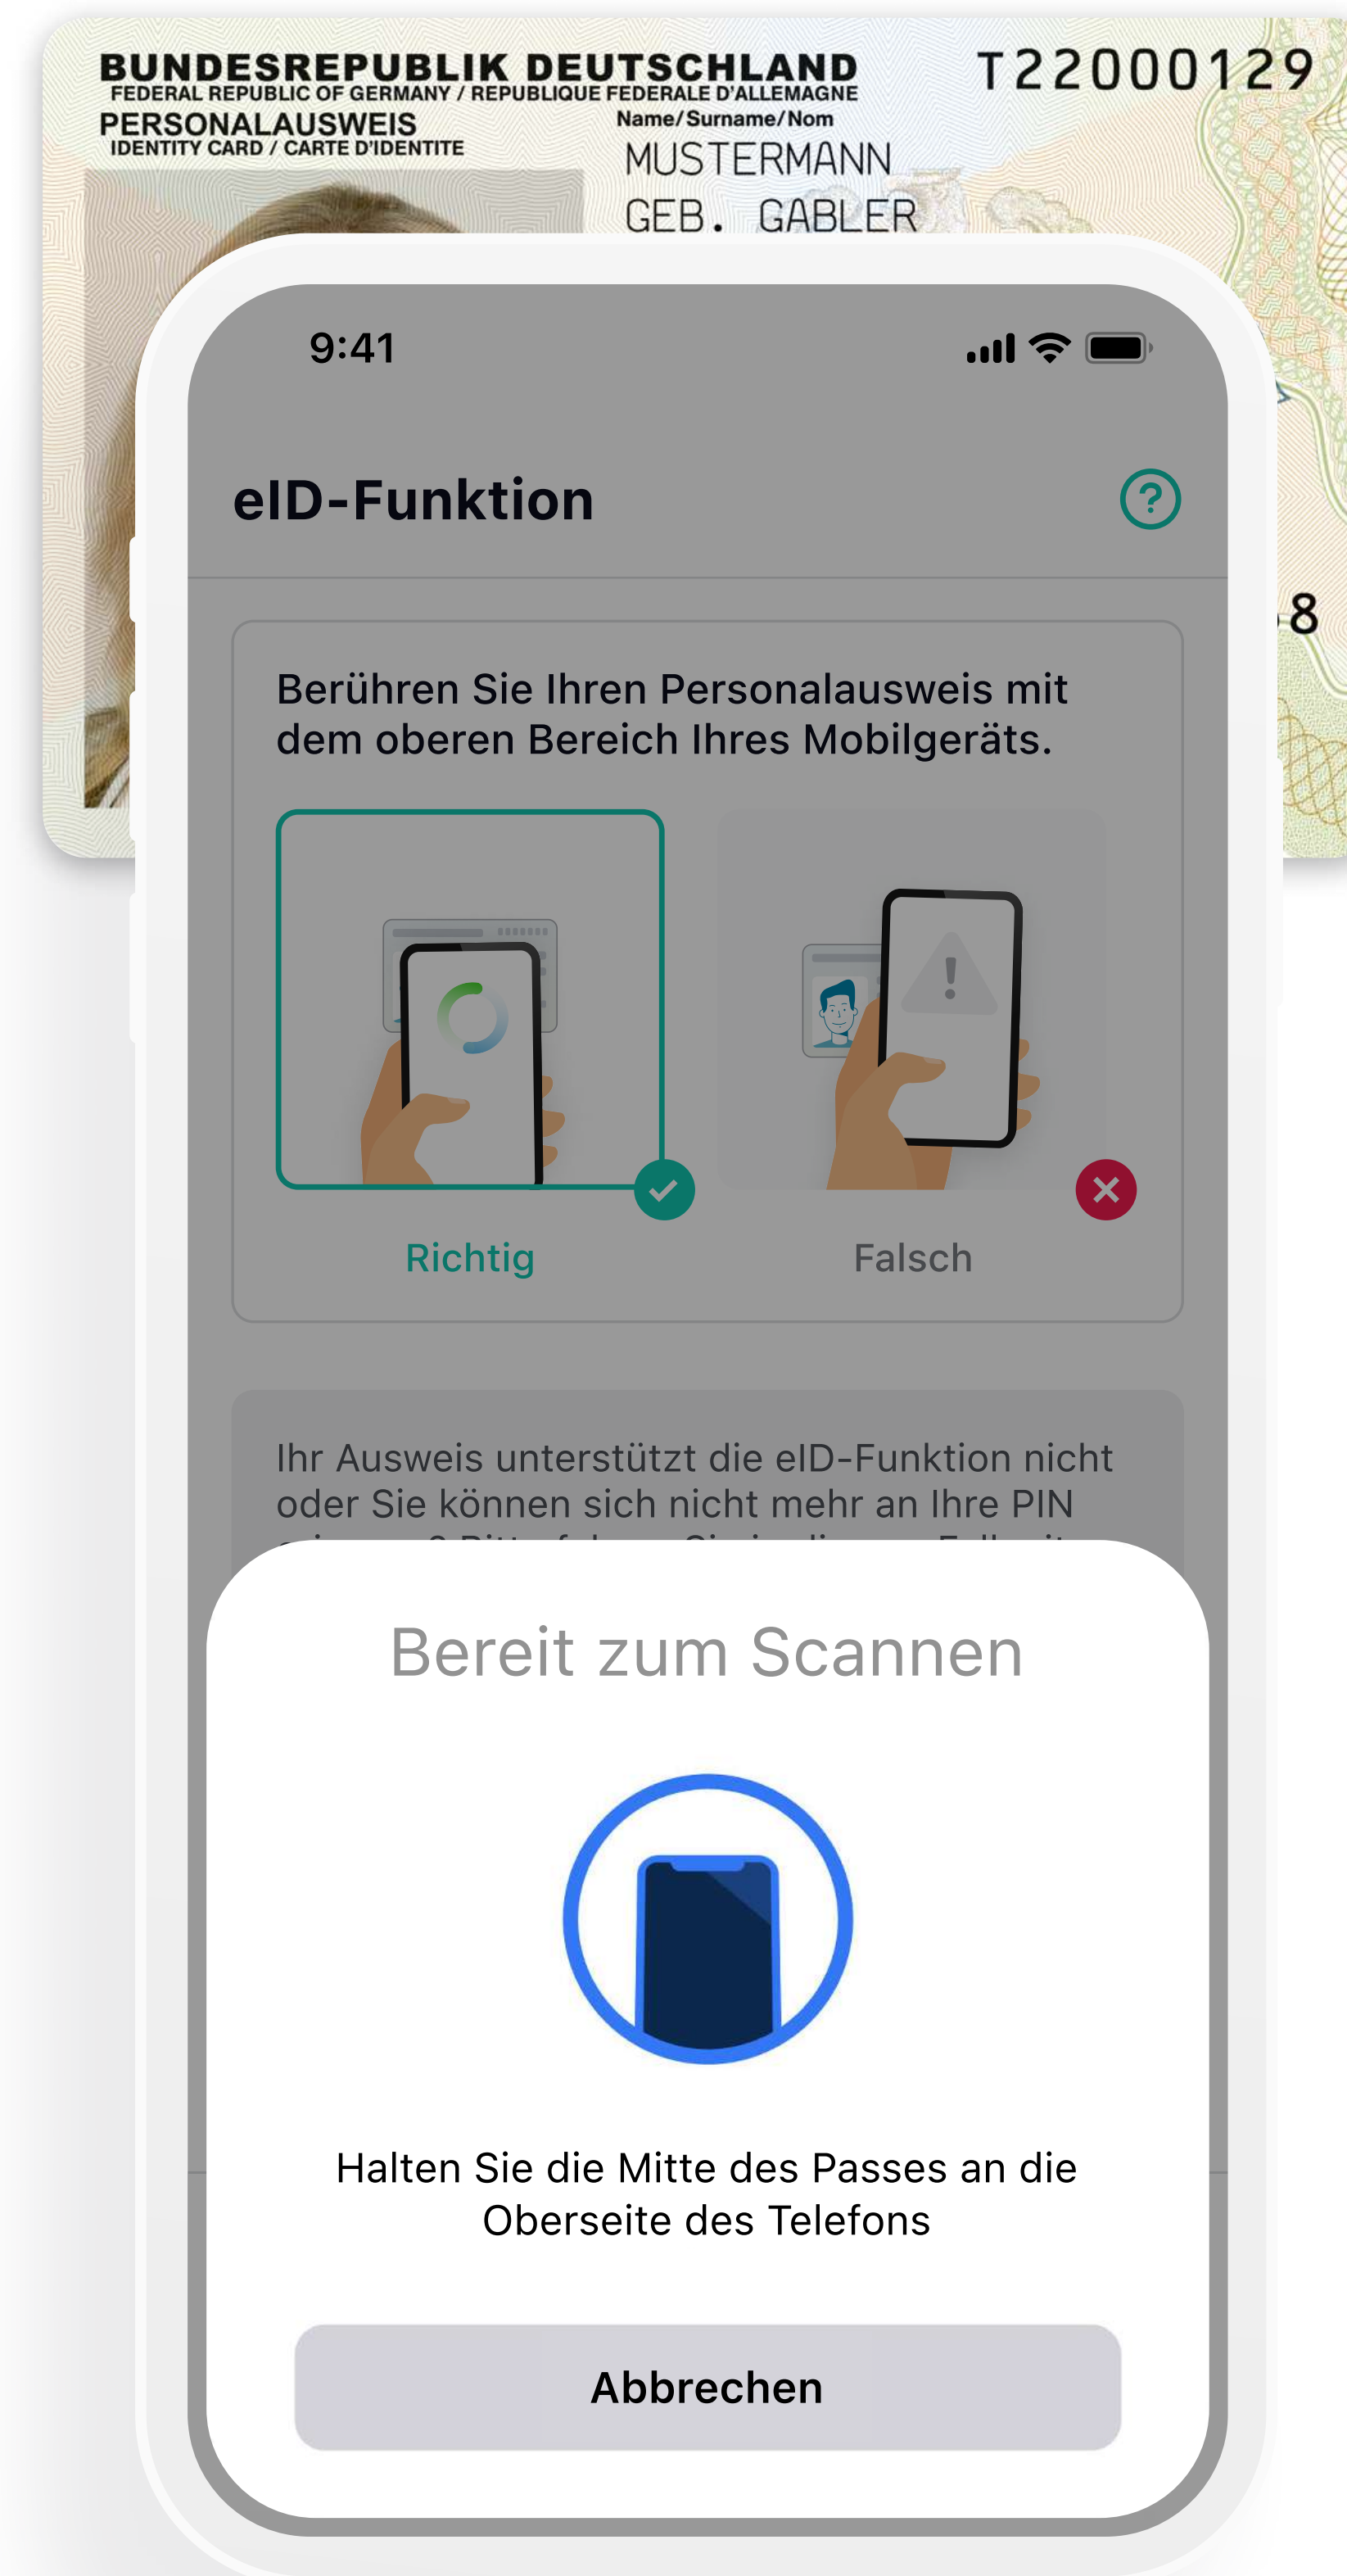 BUNDESREPUBLIK DEUTSCHLAND
FEDERAL REPUBLIC OF GERMANY / REPUBLIQUE FEDERALE D'ALLEMAGNE
PERSONALAUSWEIS
IDENTITY CARD / CARTE D'IDENTITE
T22000129
Name/Surname/Nom
MUSTERMANN
GEB. GABLER
9:41
eID-Funktion
?
8
Berühren Sie Ihren Personalausweis mit
dem oberen Bereich Ihres Mobilgeräts.
!
Richtig
Falsch
Ihr Ausweis unterstützt die eID-Funktion nicht
oder Sie können sich nicht mehr an Ihre PIN
Bereit zum Scannen
Halten Sie die Mitte des Passes an die
Oberseite des Telefons
Abbrechen